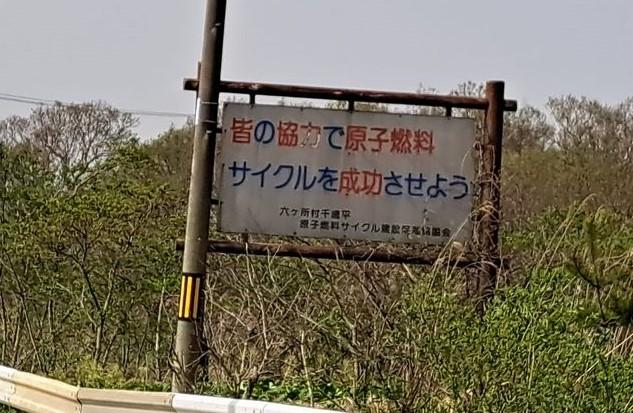 皆の協力で原子燃料
サイクルを成功させよう
六ヶ所村千歳平
原子燃料サイクル建設促進協議会